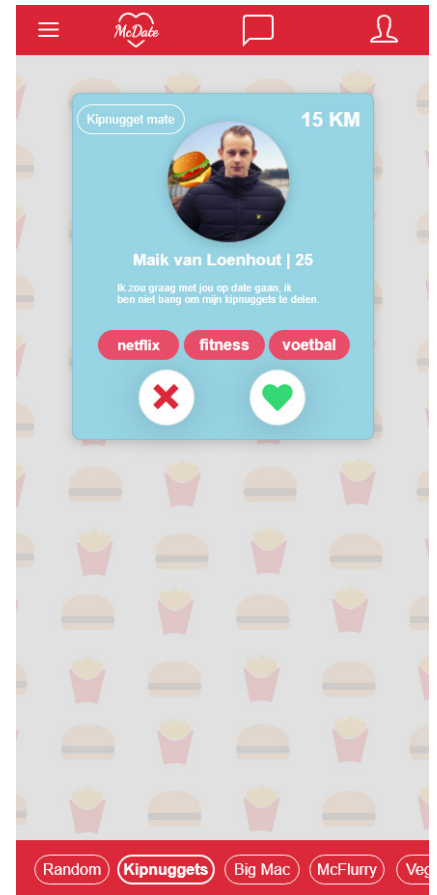 McDate
Kipnugget mate
15 KM
Maik van Loenhout | 25
Ik zou graag met jou op date gaan, ik
ben niet bang om mijn kipnuggets te delen.
netflix fitness voetbal
Random Kipnuggets Big Mac McFlurry Veg